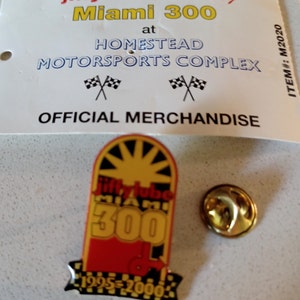 Miami 300
at
HOMESTEAD
MOTORSPORTS COMPLEX
OFFICIAL MERCHANDISE
ITEM#: M2020
jiffy lube
MIAMI
300
1995-2000